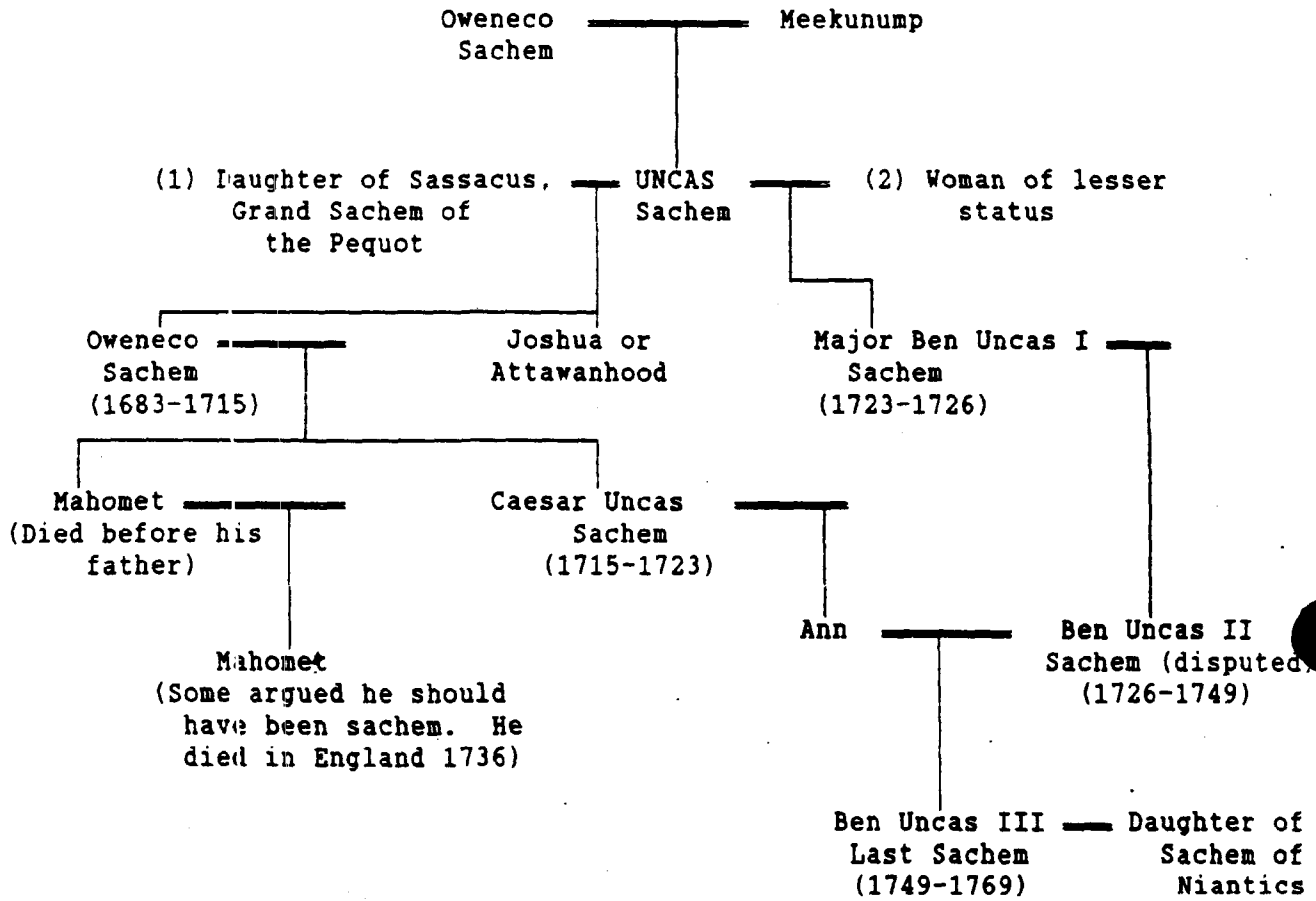 Oweneco Meekunump
Sachem
(1) Daughter of Sassacus, UNCAS (2) Woman of lesser
Grand Sachem of Sachem status
the Pequot
Oweneco Joshua or Major Ben Uncas I
Sachem Attawanhood Sachem
(1683-1715) (1723-1726)
Mahomet Caesar Uncas
(Died before his Sachem
father) (1715-1723)
Ann Ben Uncas II
Mahomet Sachem (disputed)
(Some argued he should (1726-1749)
have been sachem. He
died in England 1736)
Ben Uncas III Daughter of
Last Sachem Sachem of
(1749-1769) Niantics